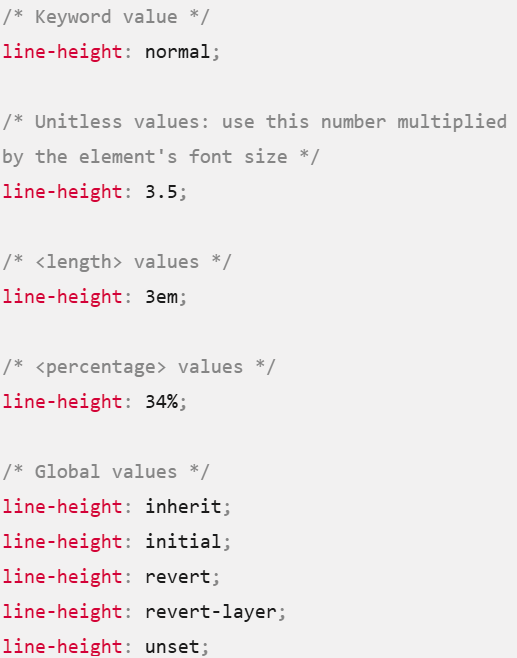 /* Keyword value */
line-height: normal;
/* Unitless values: use this number multiplied
by the element's font size */
line-height: 3.5;
/* <length> values */
line-height: 3em;
/* <percentage> values */
line-height: 34%;
/* Global values */
line-height: inherit;
line-height: initial;
line-height: revert;
line-height: revert-layer;
line-height: unset;